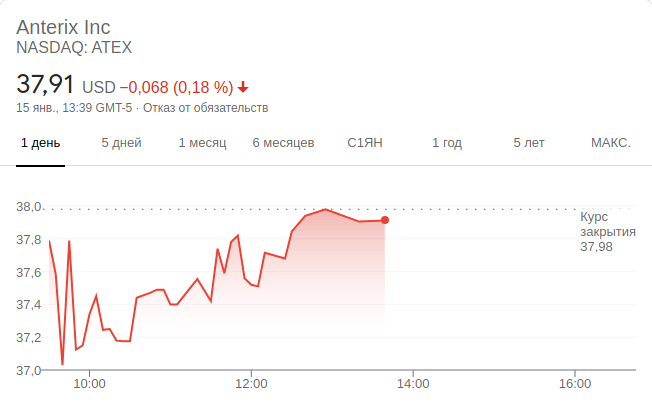 Anterix Inc
NASDAQ: ATEX
37,91 USD −0,068 (0,18 %)
15 янв., 13:39 GMT-5 · Отказ от обязательств
1 день 5 дней 1 месяц 6 месяцев С1ЯН 1 год 5 лет МАКС.
38,0
Курс
закрытия
37,98
37,8
37,6
37,4
37,2
37,0
10:00 12:00 14:00 16:00